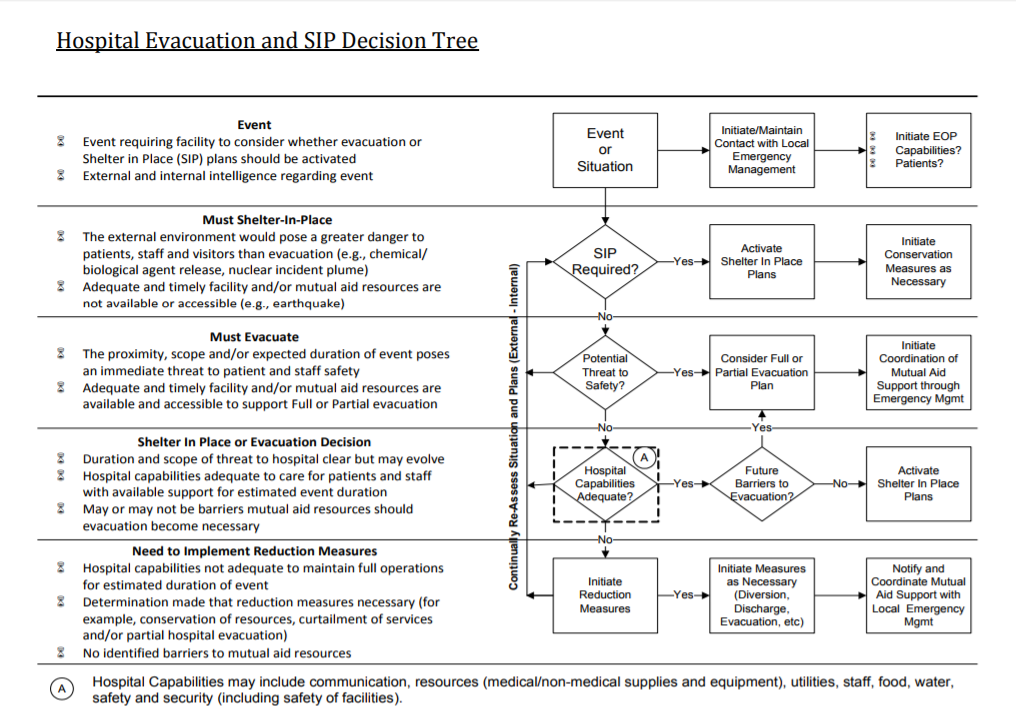 Hospital Evacuation and SIP Decision Tree
Event
Event requiring facility to consider whether evacuation or
Shelter in Place (SIP) plans should be activated
External and internal intelligence regarding event
Event
or
Situation
Initiate/Maintain
Contact with Local
Emergency
Management
Initiate EOP
Capabilities?
Patients?
Must Shelter-In-Place
The external environment would pose a greater danger to
patients, staff and visitors than evacuation (e.g., chemical/
biological agent release, nuclear incident plume)
Adequate and timely facility and/or mutual aid resources are
not available or accessible (e.g., earthquake)
SIP
Required?
Yes
Activate
Shelter In Place
Plans
Initiate
Conservation
Measures as
Necessary
No
Must Evacuate
The proximity, scope and/or expected duration of event poses
an immediate threat to patient and staff safety
Adequate and timely facility and/or mutual aid resources are
available and accessible to support Full or Partial evacuation
Potential
Threat to
Safety?
Yes
Consider Full or
Partial Evacuation
Plan
Initiate
Coordination of
Mutual Aid
Support through
Emergency Mgmt
No
Yes
Shelter In Place or Evacuation Decision
Duration and scope of threat to hospital clear but may evolve
Hospital capabilities adequate to care for patients and staff
with available support for estimated event duration
May or may not be barriers mutual aid resources should
evacuation become necessary
A
Hospital
Capabilities
Adequate?
Yes
Future
Barriers to
Evacuation?
No
Activate
Shelter In Place
Plans
No
Need to Implement Reduction Measures
Hospital capabilities not adequate to maintain full operations
for estimated duration of event
Determination made that reduction measures necessary (for
example, conservation of resources, curtailment of services
and/or partial hospital evacuation)
No identified barriers to mutual aid resources
Initiate
Reduction
Measures
Yes
Initiate Measures
as Necessary
(Diversion,
Discharge,
Evacuation, etc)
Notify and
Coordinate Mutual
Aid Support with
Local Emergency
Mgmt
Continually Re-Assess Situation and Plans (External - Internal)
A
Hospital Capabilities may include communication, resources (medical/non-medical supplies and equipment), utilities, staff, food, water,
safety and security (including safety of facilities).